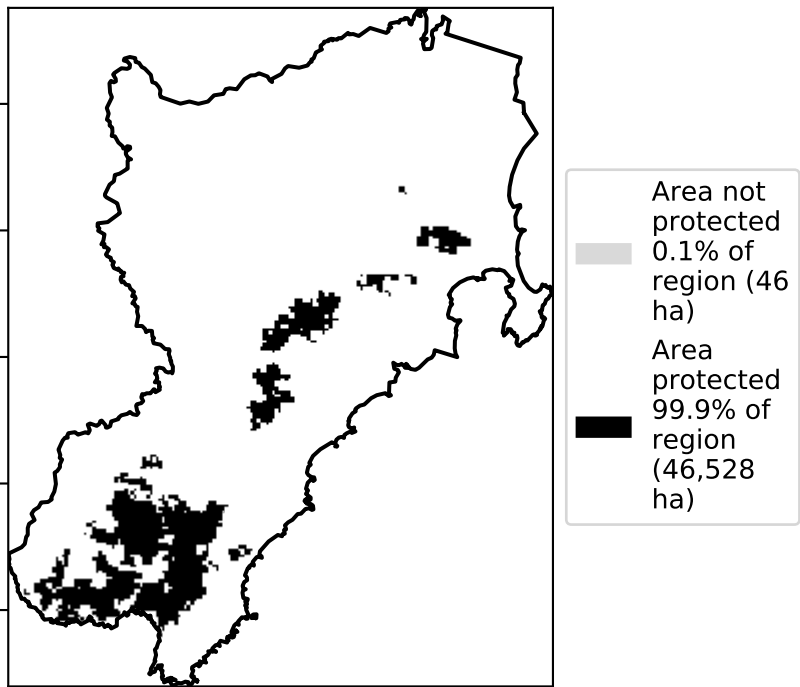 Area not
protected
0.1% of
region (46
ha)
Area
protected
99.9% of
region
(46,528
ha)